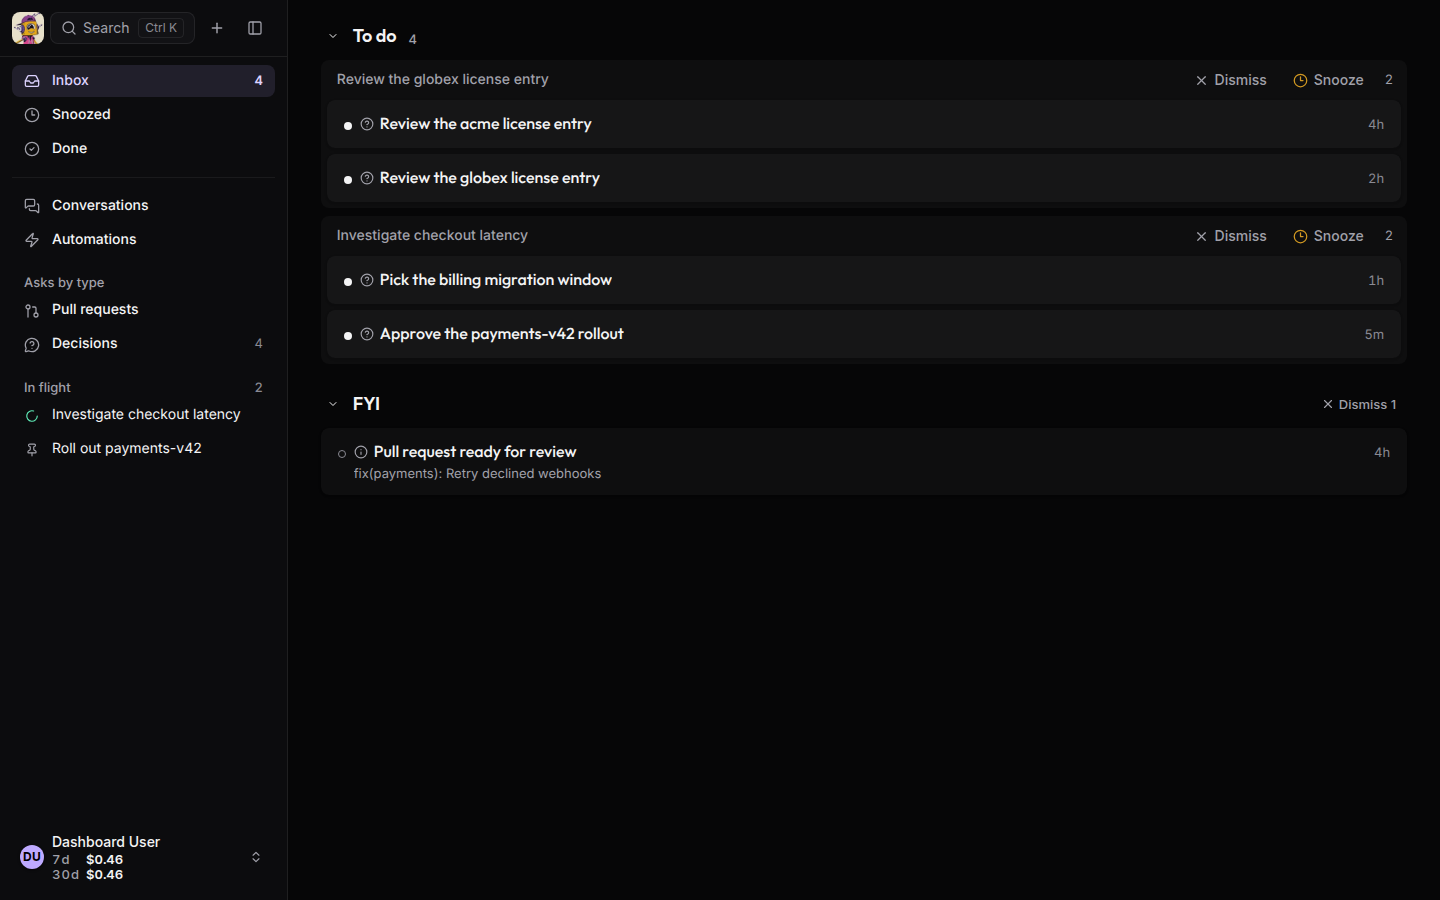 Search Ctrl K
Inbox 4
Snoozed
Done
Conversations
Automations
Asks by type
Pull requests
Decisions 4
In flight 2
Investigate checkout latency
Roll out payments-v42
DU Dashboard User
7d $0.46
30d $0.46
To do 4
Review the globex license entry Dismiss Snooze 2
Review the acme license entry 4h
Review the globex license entry 2h
Investigate checkout latency Dismiss Snooze 2
Pick the billing migration window 1h
Approve the payments-v42 rollout 5m
FYI Dismiss 1
Pull request ready for review 4h
fix(payments): Retry declined webhooks